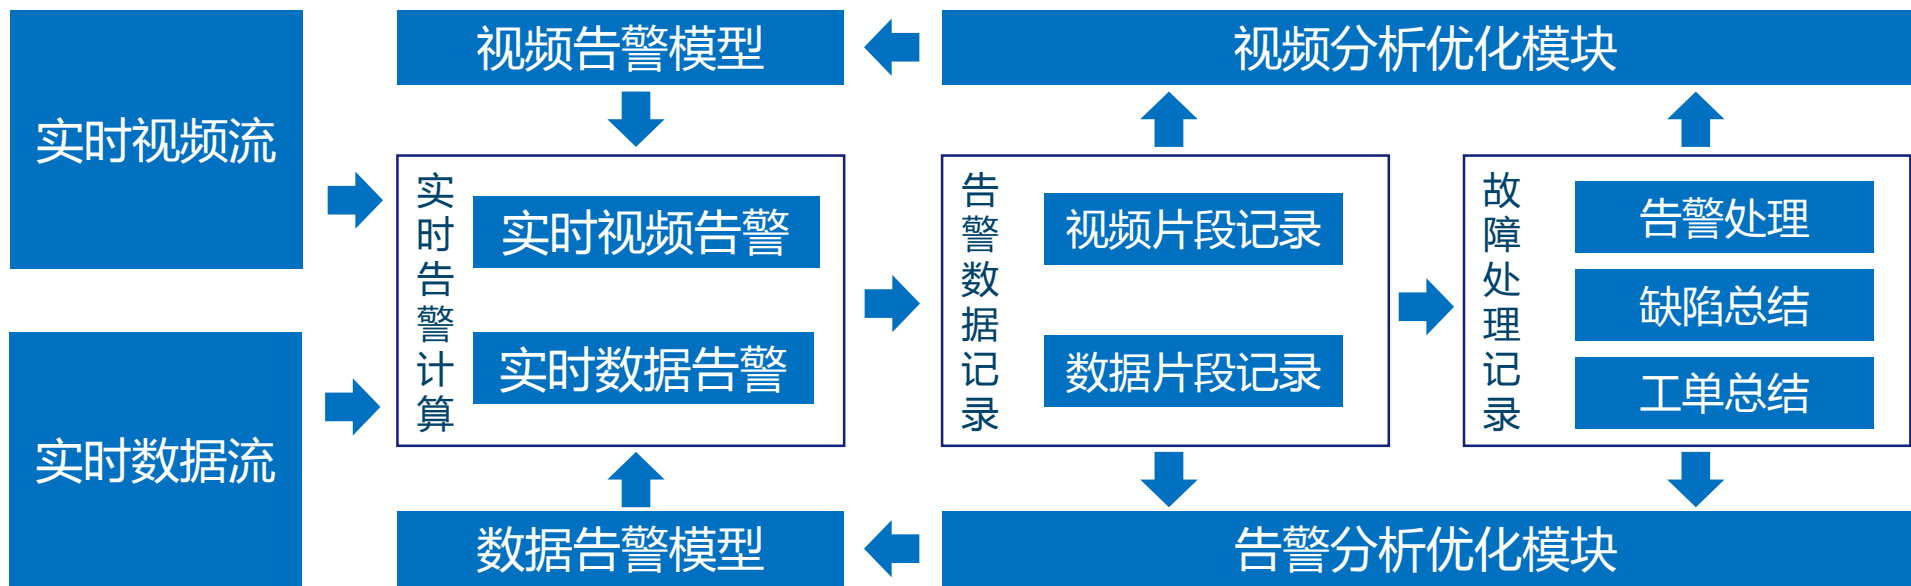 实时视频流
实时数据流
视频告警模型
实时告警计算
实时视频告警
实时数据告警
数据告警模型
视频分析优化模块
告警数据记录
视频片段记录
数据片段记录
故障处理记录
告警处理
缺陷总结
工单总结
告警分析优化模块